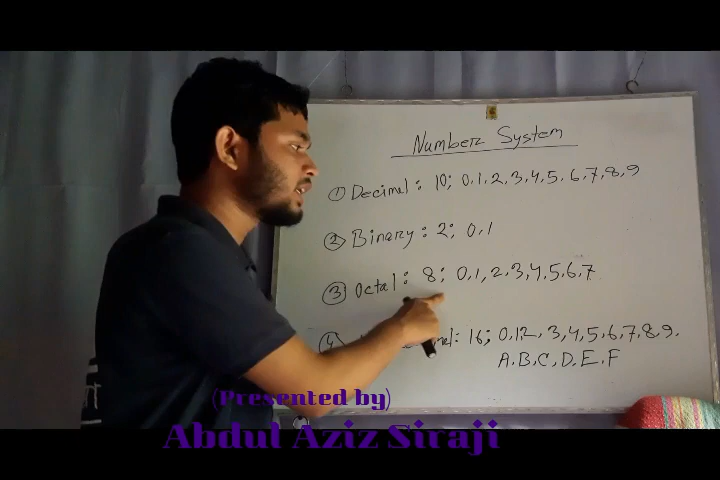 Number System
① Decimal: 10; 0,1,2,3,4,5,6,7,8,9
② Binary: 2; 0,1
③ Octal: 8; 0,1,2,3,4,5,6,7
④ mal: 16; 0,1,2,3,4,5,6,7,8,9.
A.B.C.D.E.F
(Presented by)
Abdul Aziz Siraji